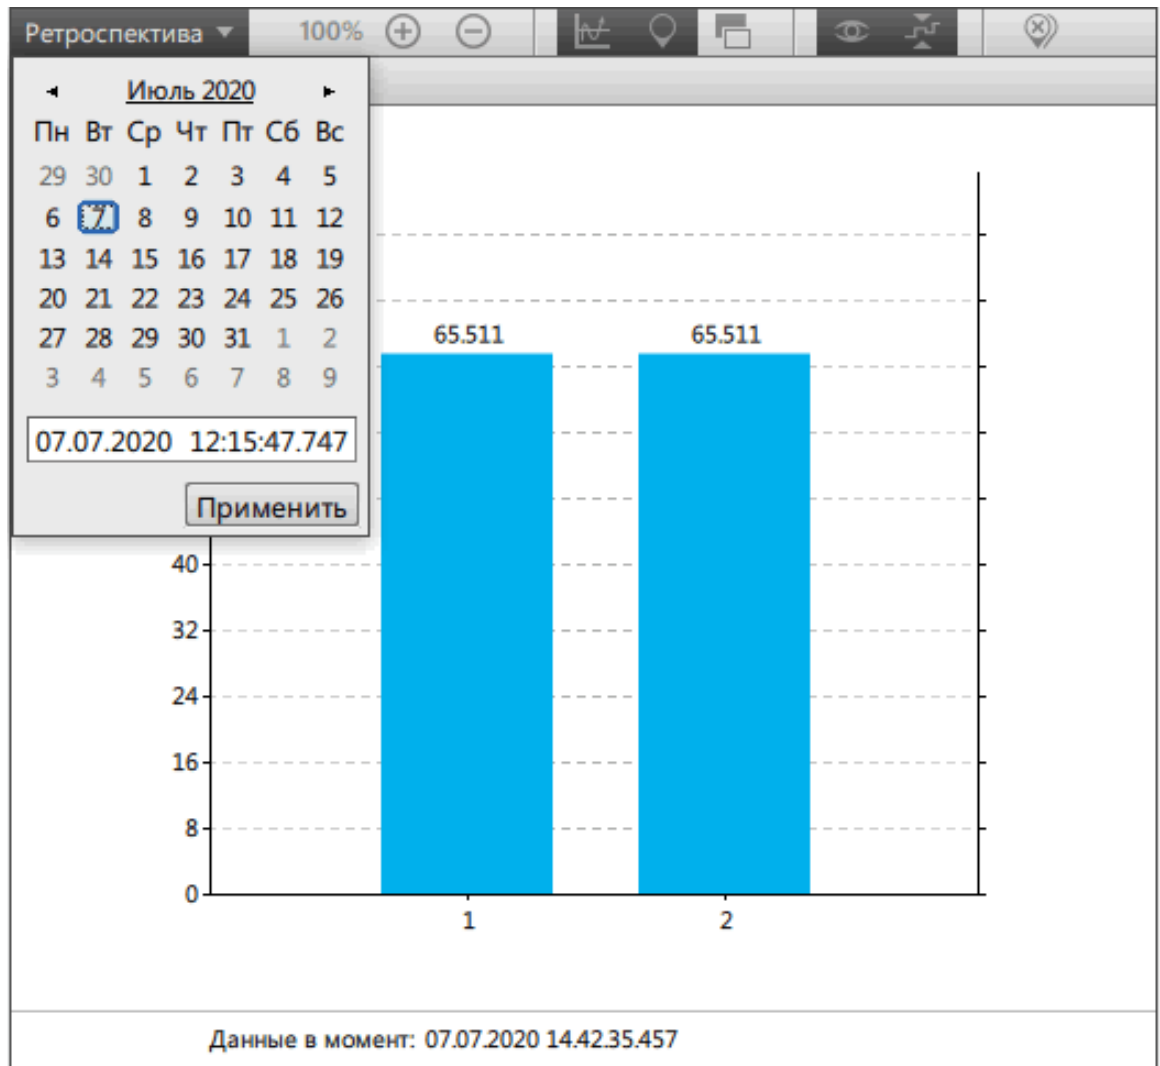 Ретроспектива 100%
Июль 2020
Пн Вт Ср Чт Пт Сб Вс
29 30 1 2 3 4 5
6 7 8 9 10 11 12
13 14 15 16 17 18 19
20 21 22 23 24 25 26
27 28 29 30 31 1 2
3 4 5 6 7 8 9
07.07.2020 12:15:47.747
Применить
65.511 65.511
40
32
24
16
8
0
1 2
Данные в момент: 07.07.2020 14.42.35.457